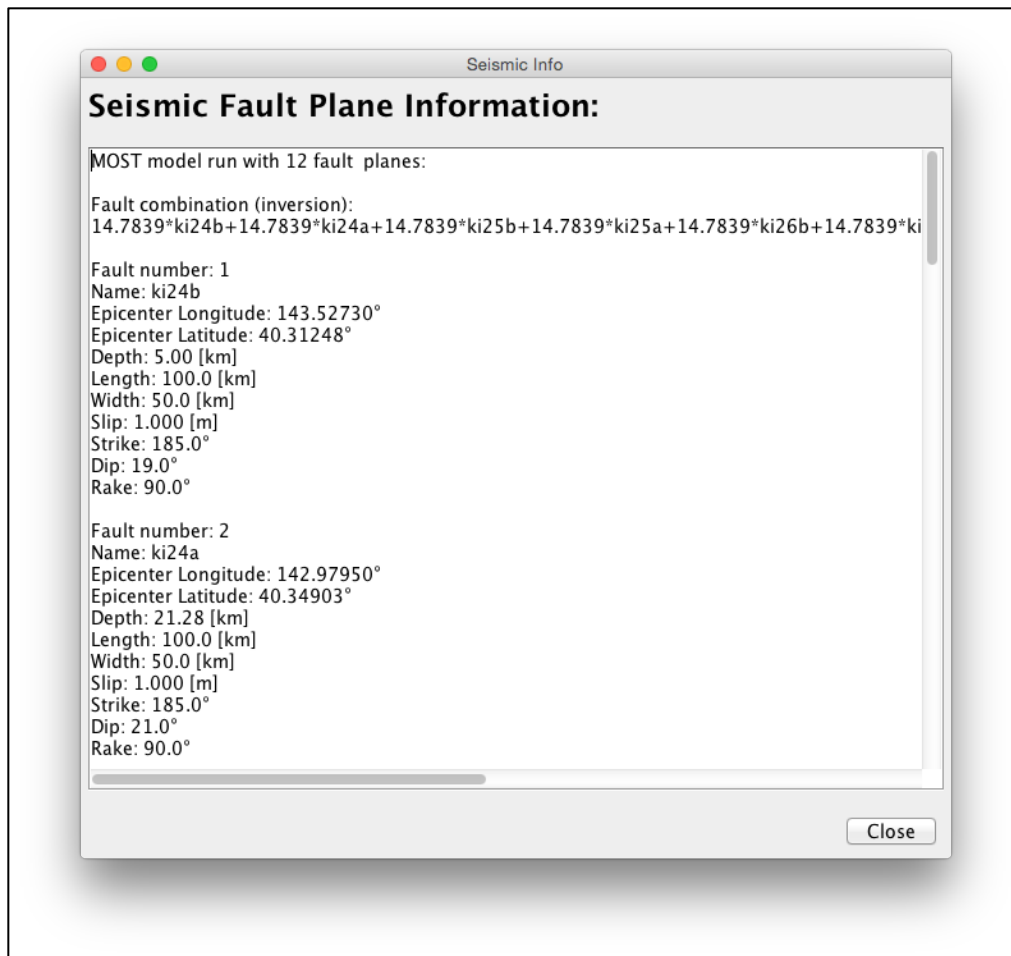 Seismic Info
Seismic Fault Plane Information:
MOST model run with 12 fault  planes:
Fault combination (inversion):
14.7839*ki24b+14.7839*ki24a+14.7839*ki25b+14.7839*ki25a+14.7839*ki26b+14.7839*ki
Fault number: 1
Name: ki24b
Epicenter Longitude: 143.52730°
Epicenter Latitude: 40.31248°
Depth: 5.00 [km]
Length: 100.0 [km]
Width: 50.0 [km]
Slip: 1.000 [m]
Strike: 185.0°
Dip: 19.0°
Rake: 90.0°
Fault number: 2
Name: ki24a
Epicenter Longitude: 142.97950°
Epicenter Latitude: 40.34903°
Depth: 21.28 [km]
Length: 100.0 [km]
Width: 50.0 [km]
Slip: 1.000 [m]
Strike: 185.0°
Dip: 21.0°
Rake: 90.0°
Close